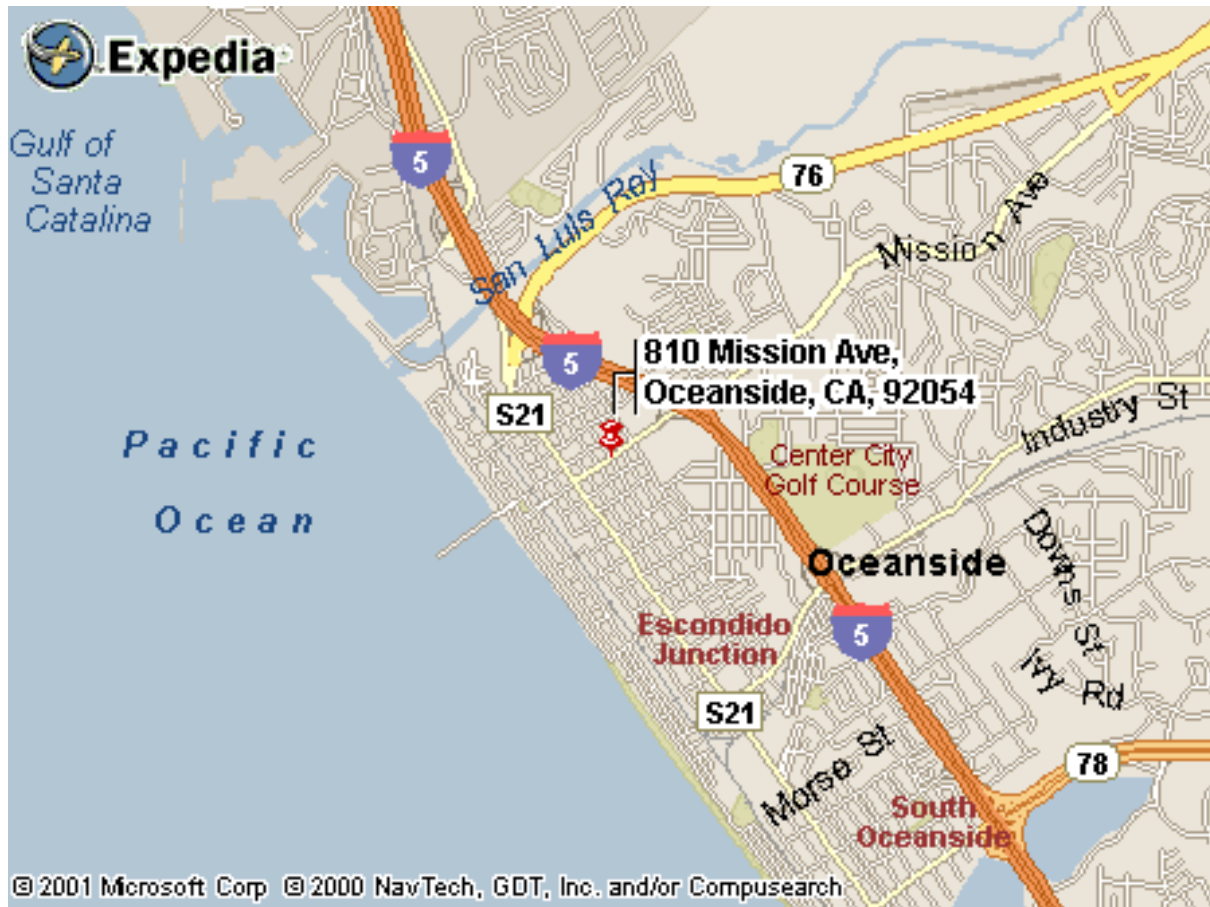 Expedia
Gulf of
Santa
Catalina
5
San Luis Rey
76
Mission Ave
5
810 Mission Ave,
Oceanside, CA, 92054
S21
Industry St
Pacific
Ocean
Center City
Golf Course
Oceanside
Downs St
Escondido
Junction
5
Ivy Rd
S21
Morse St
78
South
Oceanside
© 2001 Microsoft Corp © 2000 NavTech, GDT, Inc. and/or Compusearch